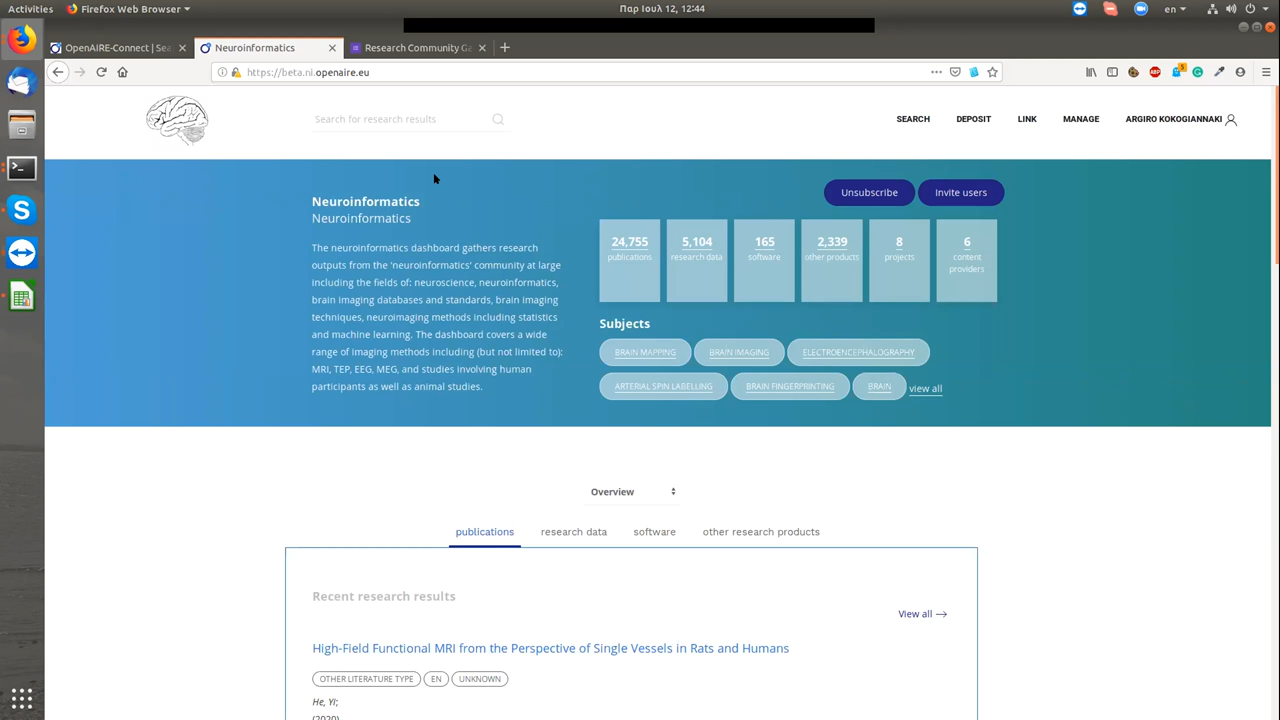 Activities
Firefox Web Browser
Παρ Ιουλ 12, 12:44
en
OpenAIRE-Connect | Sea
Neuroinformatics
Research Community Ga
https://beta.ni.openaire.eu
ABP
5
Search for research results
SEARCH
DEPOSIT
LINK
MANAGE
ARGIRO KOKOGIANNAKI
Unsubscribe
Invite users
Neuroinformatics
Neuroinformatics
The neuroinformatics dashboard gathers research
outputs from the 'neuroinformatics' community at large
including the fields of: neuroscience, neuroinformatics,
brain imaging databases and standards, brain imaging
techniques, neuroimaging methods including statistics
and machine learning. The dashboard covers a wide
range of imaging methods including (but not limited to):
MRI, TEP, EEG, MEG, and studies involving human
participants as well as animal studies.
24,755
publications
5,104
research data
165
software
2,339
other products
8
projects
6
content
providers
Subjects
BRAIN MAPPING
BRAIN IMAGING
ELECTROENCEPHALOGRAPHY
ARTERIAL SPIN LABELLING
BRAIN FINGERPRINTING
BRAIN
view all
Overview
publications
research data
software
other research products
Recent research results
View all
High-Field Functional MRI from the Perspective of Single Vessels in Rats and Humans
OTHER LITERATURE TYPE
EN
UNKNOWN
He, Yi;
(2020)